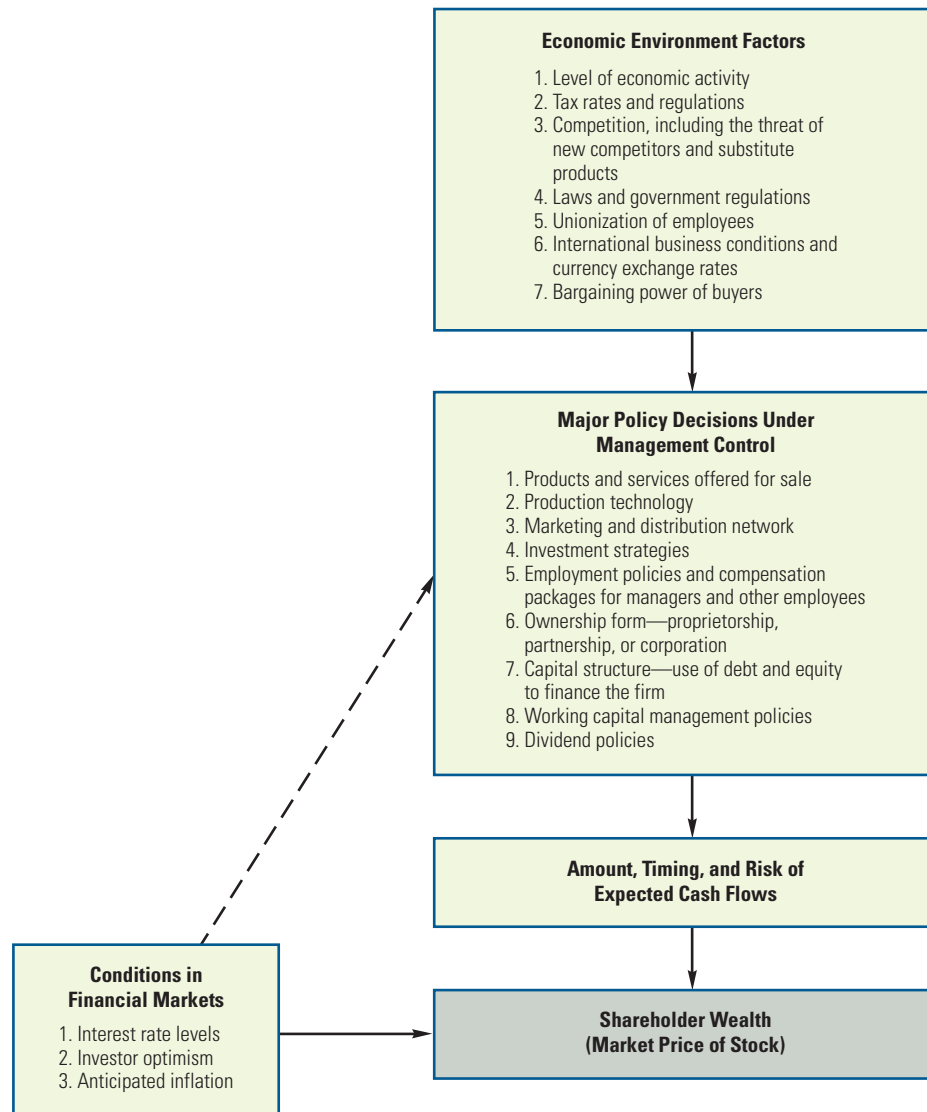 Economic Environment Factors
1. Level of economic activity
2. Tax rates and regulations
3. Competition, including the threat of
new competitors and substitute
products
4. Laws and government regulations
5. Unionization of employees
6. International business conditions and
currency exchange rates
7. Bargaining power of buyers
Major Policy Decisions Under
Management Control
1. Products and services offered for sale
2. Production technology
3. Marketing and distribution network
4. Investment strategies
5. Employment policies and compensation
packages for managers and other employees
6. Ownership form—proprietorship,
partnership, or corporation
7. Capital structure—use of debt and equity
to finance the firm
8. Working capital management policies
9. Dividend policies
Amount, Timing, and Risk of
Expected Cash Flows
Conditions in
Financial Markets
1. Interest rate levels
2. Investor optimism
3. Anticipated inflation
Shareholder Wealth
(Market Price of Stock)